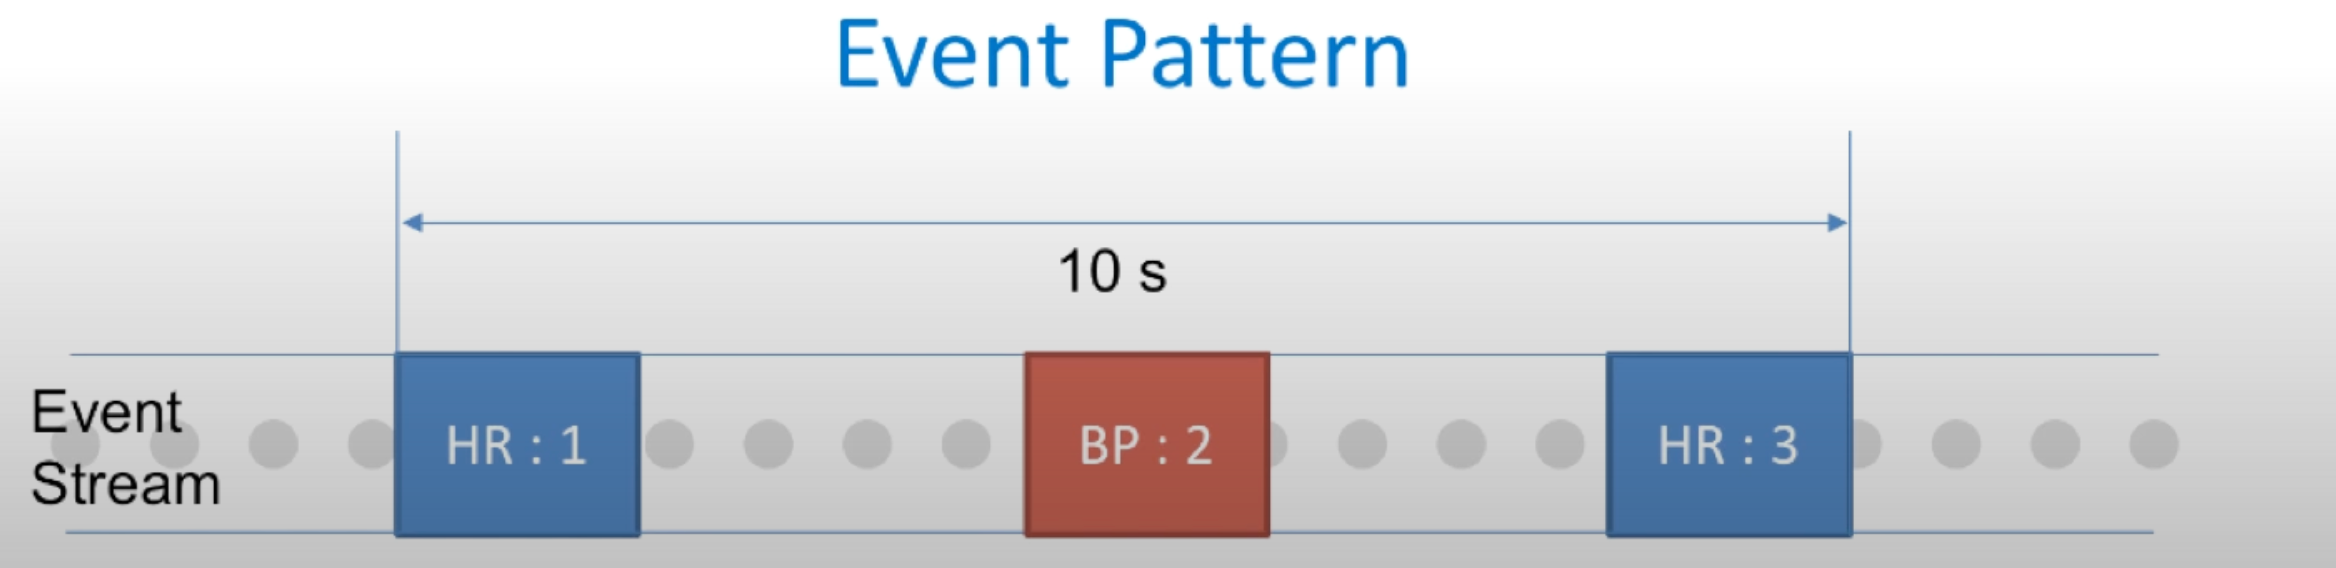 Event Pattern
10 s
Event
Stream
HR : 1
BP : 2
HR : 3